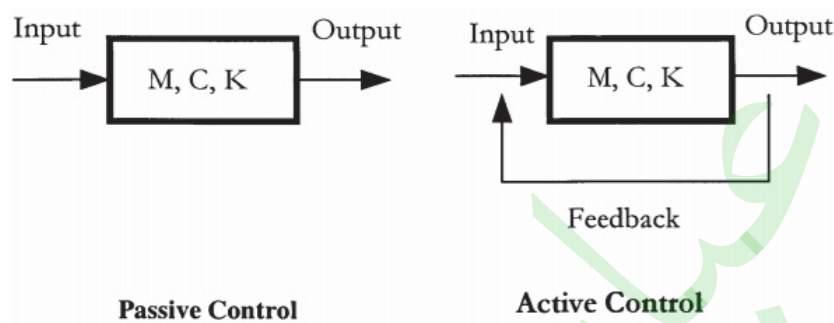 Input
Output
M, C, K
Passive Control
Input
Output
M, C, K
Feedback
Active Control